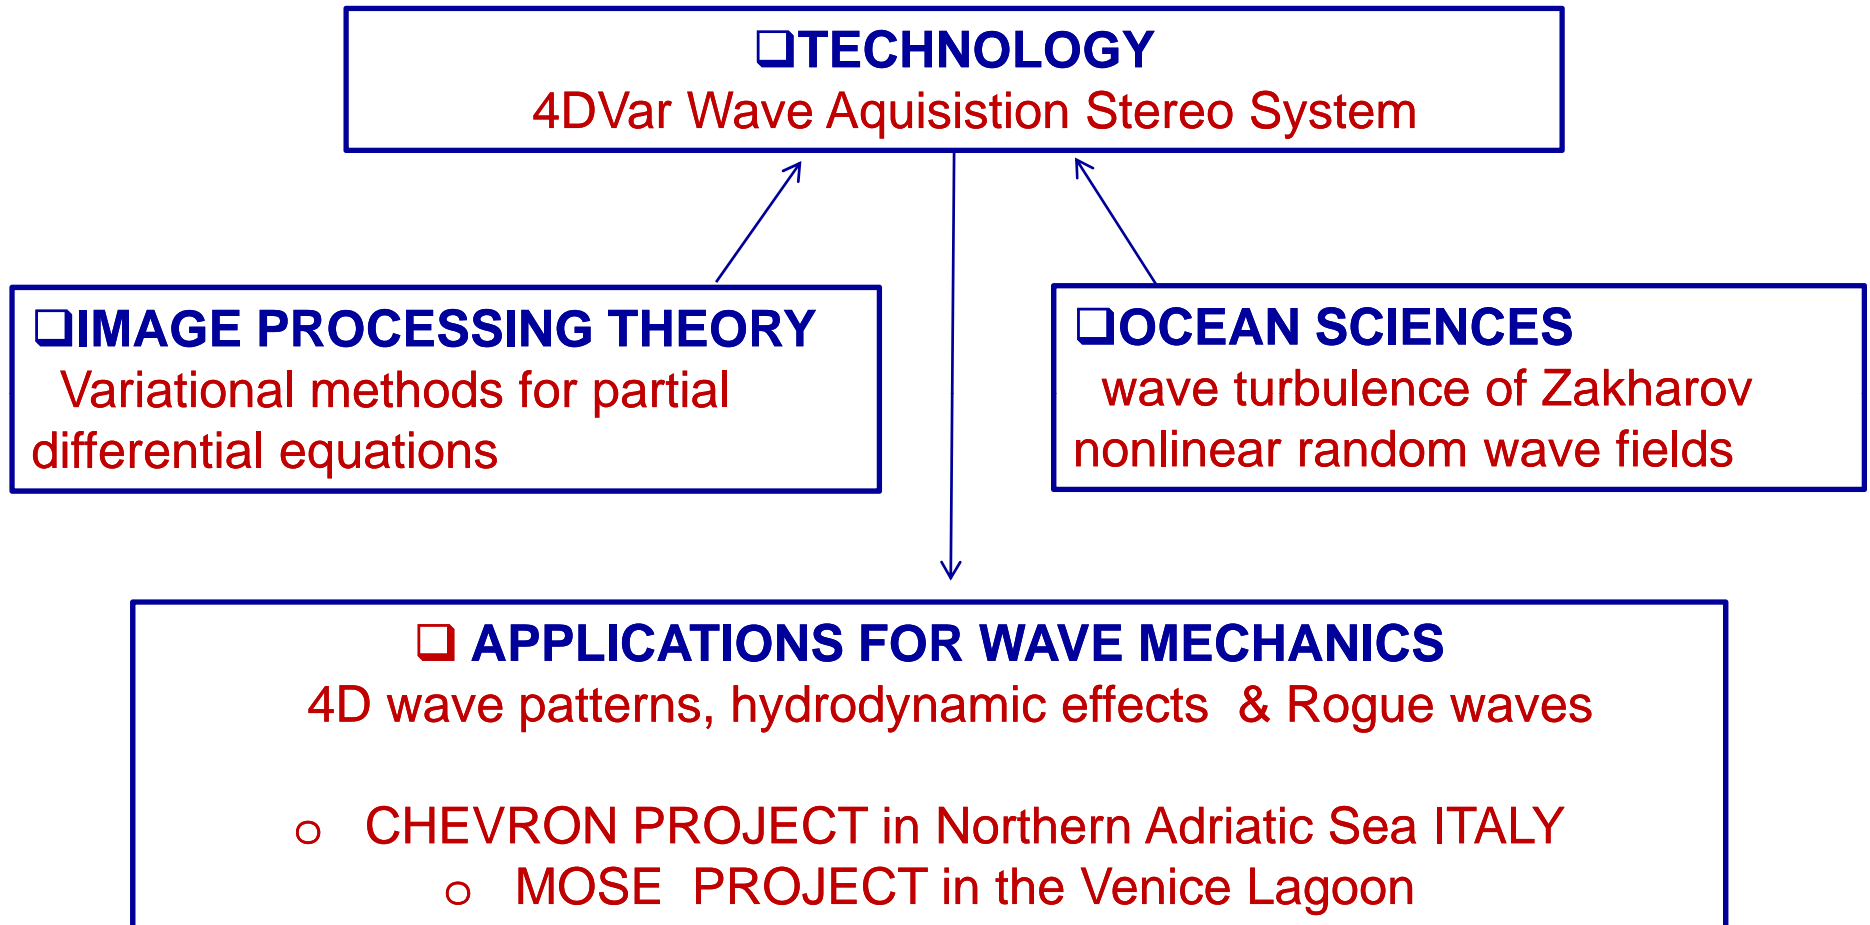 ❑TECHNOLOGY
4DVar Wave Aquisistion Stereo System
❑IMAGE PROCESSING THEORY
Variational methods for partial
differential equations
❑OCEAN SCIENCES
wave turbulence of Zakharov
nonlinear random wave fields
❑ APPLICATIONS FOR WAVE MECHANICS
4D wave patterns, hydrodynamic effects & Rogue waves
o CHEVRON PROJECT in Northern Adriatic Sea ITALY
o MOSE PROJECT in the Venice Lagoon